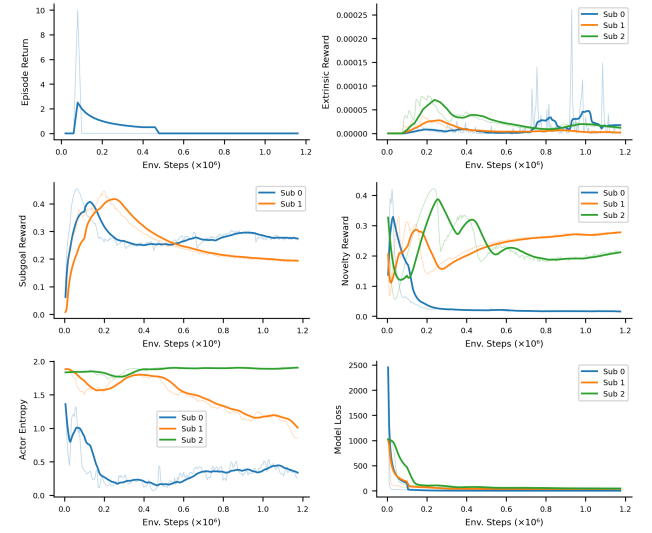 Episode Return
10
8
6
4
2
0
0.0 0.2 0.4 0.6 0.8 1.0 1.2
Env. Steps (×10⁶)
Extrinsic Reward
0.00025
0.00020
0.00015
0.00010
0.00005
0.00000
Sub 0
Sub 1
Sub 2
0.0 0.2 0.4 0.6 0.8 1.0 1.2
Env. Steps (×10⁶)
Subgoal Reward
0.4
0.3
0.2
0.1
0.0
Sub 0
Sub 1
0.0 0.2 0.4 0.6 0.8 1.0 1.2
Env. Steps (×10⁶)
Novelty Reward
0.4
0.3
0.2
0.1
0.0
Sub 0
Sub 1
Sub 2
0.0 0.2 0.4 0.6 0.8 1.0 1.2
Env. Steps (×10⁶)
Actor Entropy
2.0
1.5
1.0
0.5
0.0
Sub 0
Sub 1
Sub 2
0.0 0.2 0.4 0.6 0.8 1.0 1.2
Env. Steps (×10⁶)
Model Loss
2500
2000
1500
1000
500
0
Sub 0
Sub 1
Sub 2
0.0 0.2 0.4 0.6 0.8 1.0 1.2
Env. Steps (×10⁶)